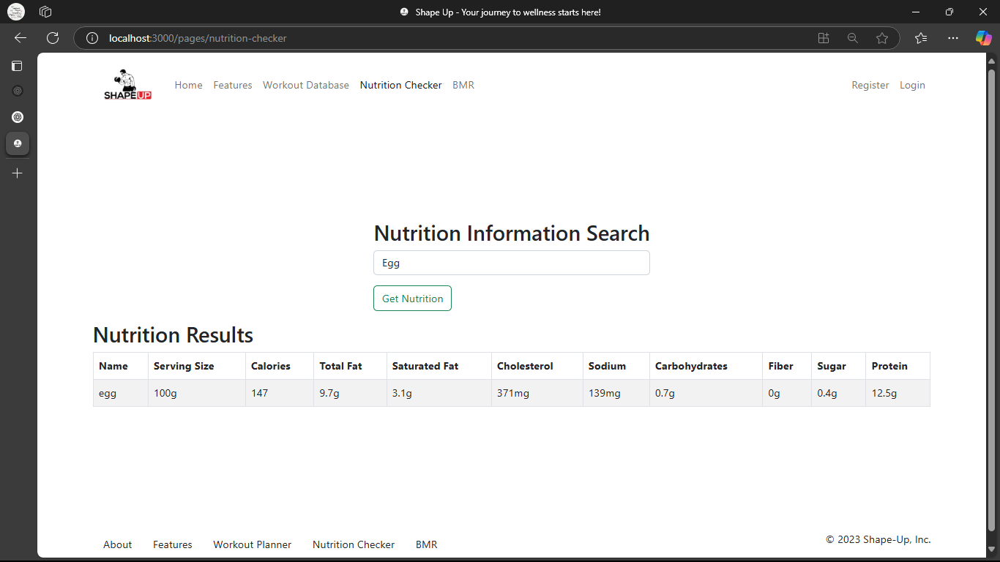 Shape Up - Your journey to wellness starts here!
localhost:3000/pages/nutrition-checker
SHAPEUP
Home Features Workout Database Nutrition Checker BMR Register Login
Nutrition Information Search
Egg
Get Nutrition
Nutrition Results
Name Serving Size Calories Total Fat Saturated Fat Cholesterol Sodium Carbohydrates Fiber Sugar Protein
egg 100g 147 9.7g 3.1g 371mg 139mg 0.7g 0g 0.4g 12.5g
About Features Workout Planner Nutrition Checker BMR © 2023 Shape-Up, Inc.